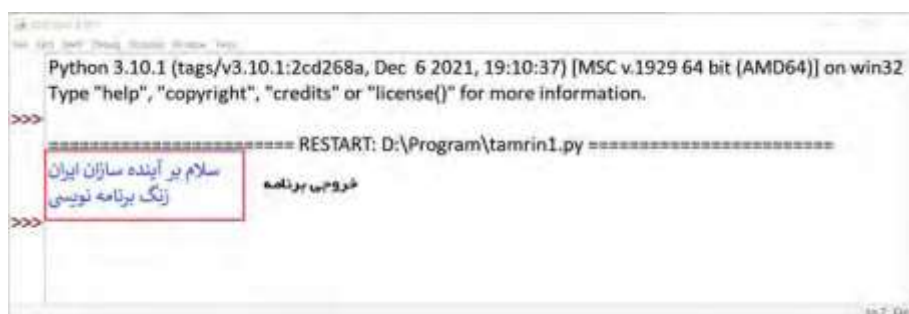 Python 3.10.1 (tags/v3.10.1:2cd268a, Dec 6 2021, 19:10:37) [MSC v.1929 64 bit (AMD64)] on win32
Type "help", "copyright", "credits" or "license()" for more information.
>>>
======================== RESTART: D:\Program\tamrin1.py ========================
سلام بر آینده سازان ایران
خروجی برنامه
زنگ برنامه نویسی
>>>